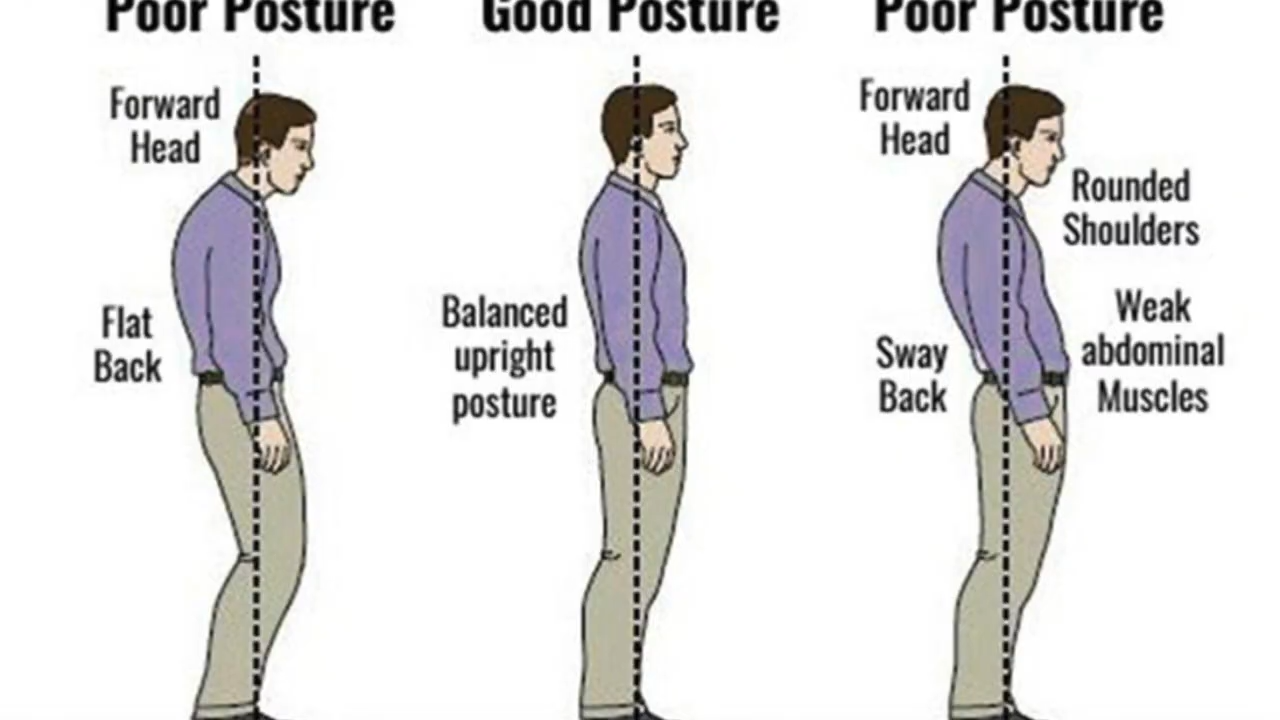 Poor Posture
Forward
Head
Flat
Back
Good Posture
Balanced
upright
posture
Poor Posture
Forward
Head
Rounded
Shoulders
Sway
Back
Weak
abdominal
Muscles